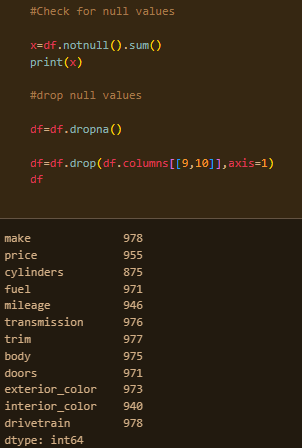 #Check for null values
x=df.notnull().sum()
print(x)
#drop null values
df=df.dropna()
df=df.drop(df.columns[[9,10]],axis=1)
df
make 978
price 955
cylinders 875
fuel 971
mileage 946
transmission 976
trim 977
body 975
doors 971
exterior_color 973
interior_color 940
drivetrain 978
dtype: int64